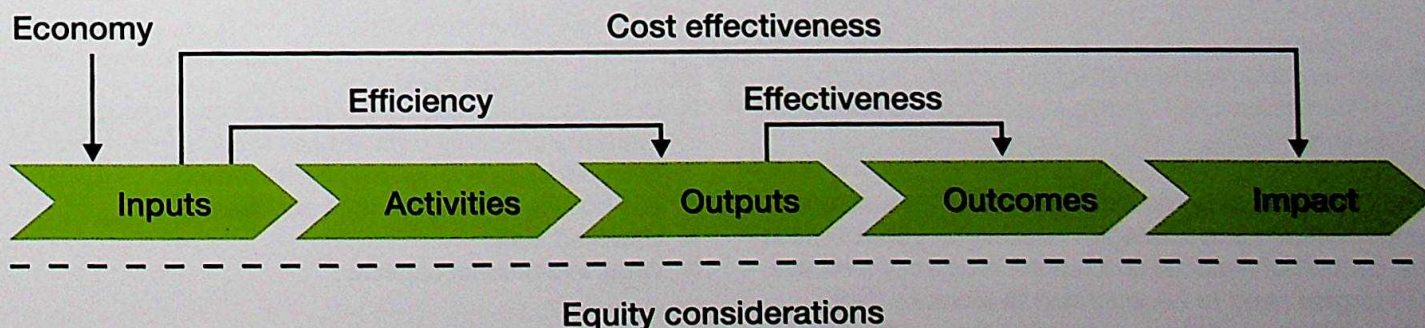 Economy
Cost effectiveness
Efficiency
Effectiveness
Inputs
Activities
Outputs
Outcomes
Impact
Equity considerations